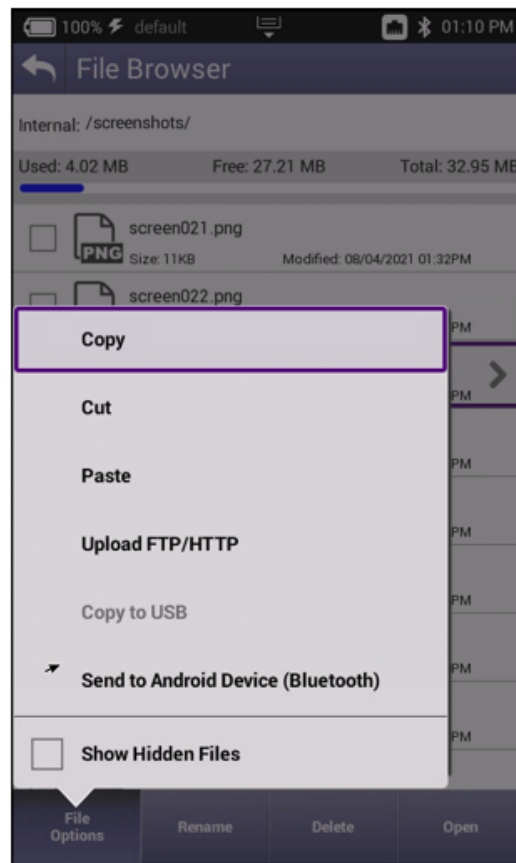 100% default 01:10 PM
File Browser
Internal: /screenshots/
Used: 4.02 MB Free: 27.21 MB Total: 32.95 MB
screen021.png
PNG
Size: 11KB Modified: 08/04/2021 01:32PM
screen022.png
PM
Copy
PM
Cut
PM
Paste
PM
Upload FTP/HTTP
PM
Copy to USB
PM
Send to Android Device (Bluetooth)
PM
Show Hidden Files
File
Options
Rename Delete Open